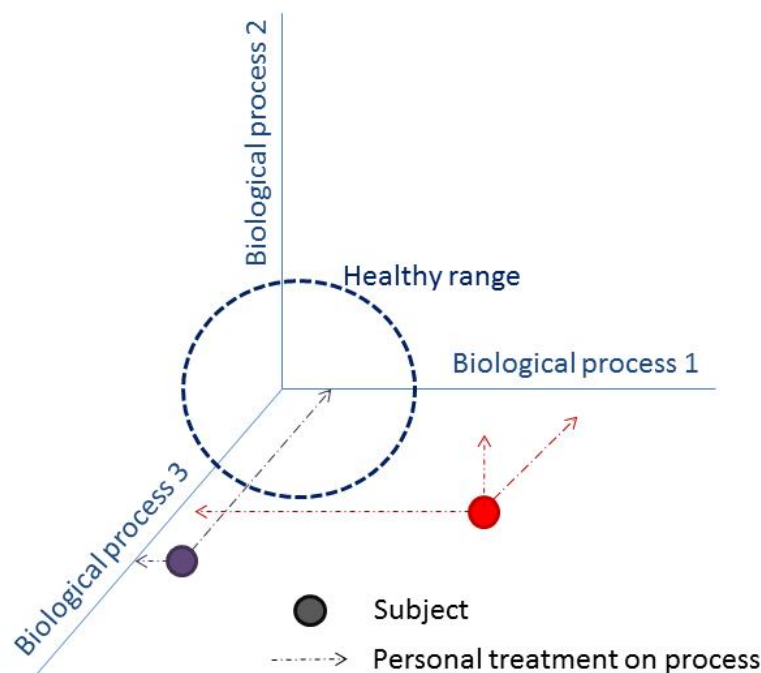 Biological process 2
Healthy range
Biological process 1
Biological process 3
Subject
Personal treatment on process